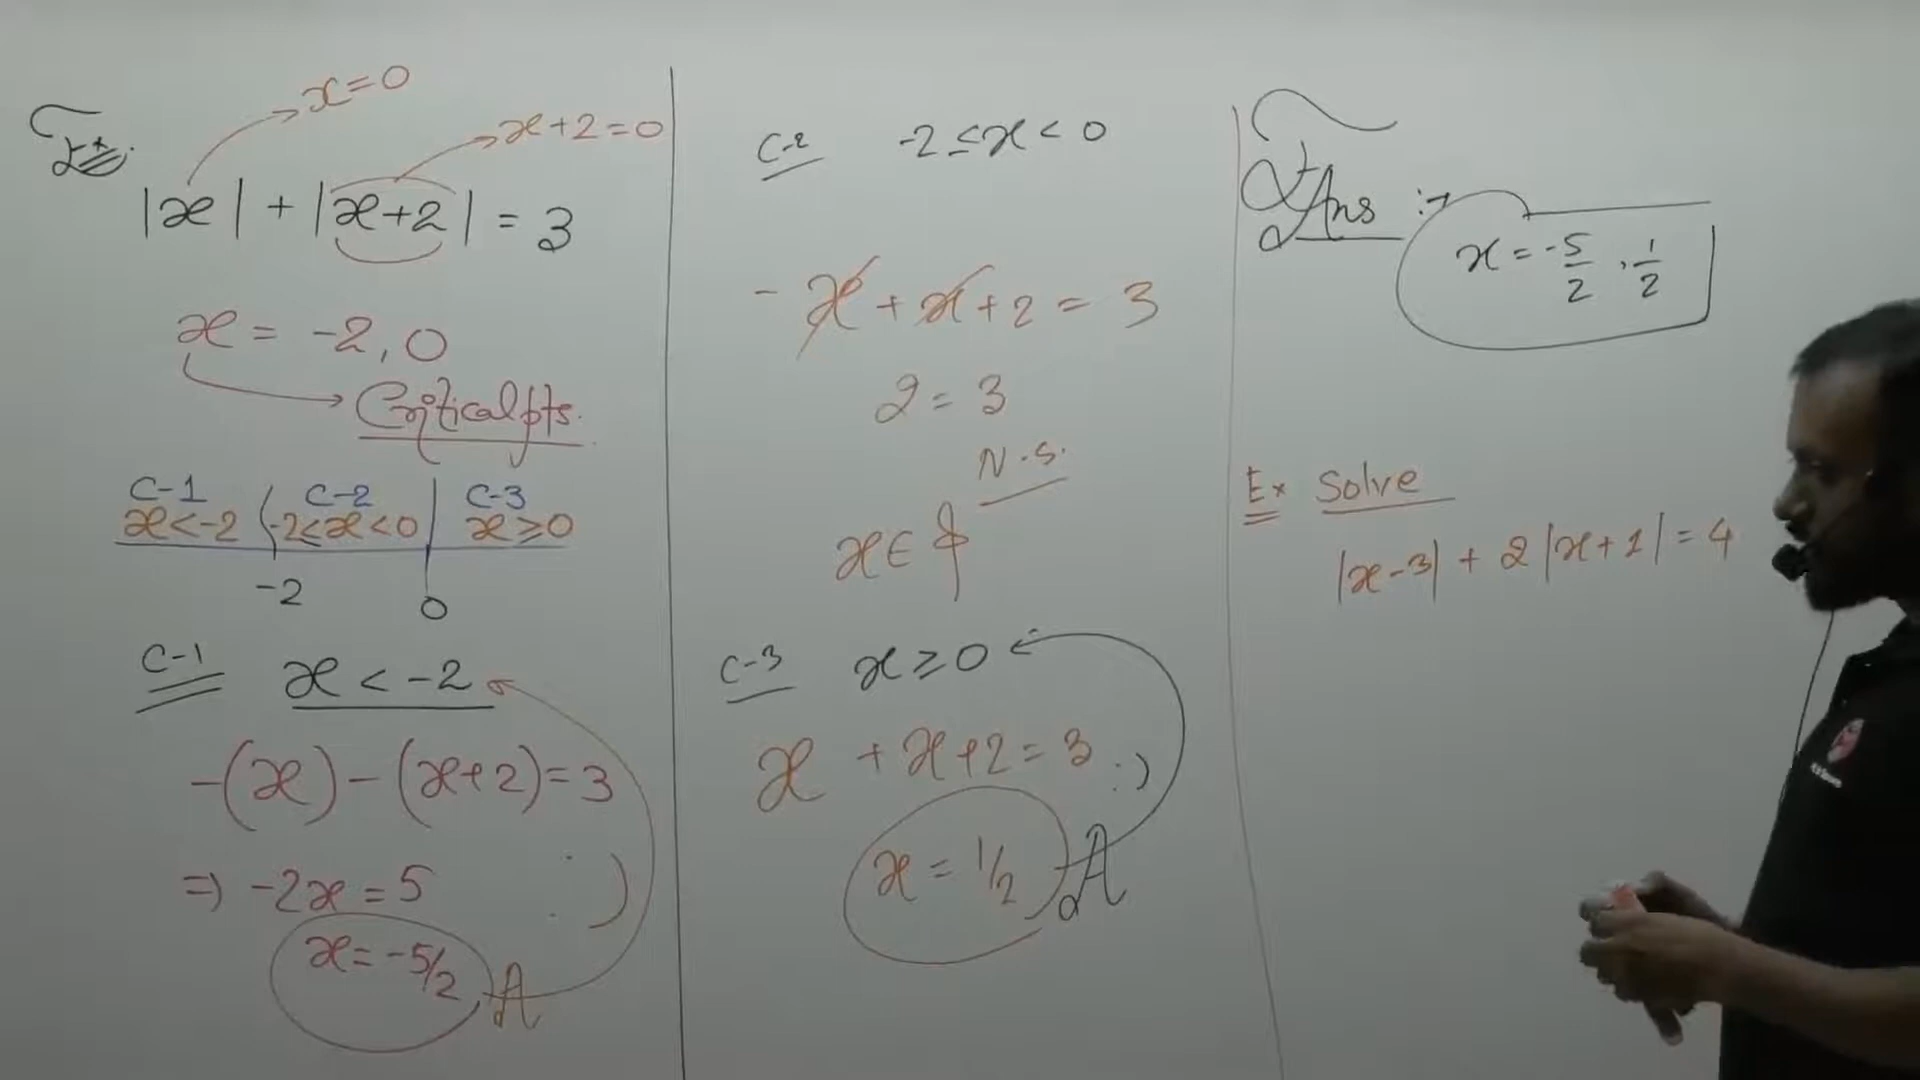 Ex.
x=0
x+2=0
|x| + |x+2| = 3
x = -2, 0
Critical pts.
C-1 C-2 C-3
x<-2 -2≤x<0 x≥0
-2 0
C-1 x < -2
-(x) - (x+2) = 3
=> -2x = 5
x = -5/2 A
C-2 -2 ≤ x < 0
- x + x + 2 = 3
2 = 3
N.S.
x ∈ ϕ
C-3 x ≥ 0
x + x+2 = 3 :)
x = 1/2 A
Ans :→
x = -5/2, 1/2
Ex Solve
|x-3| + 2|x+1| = 4